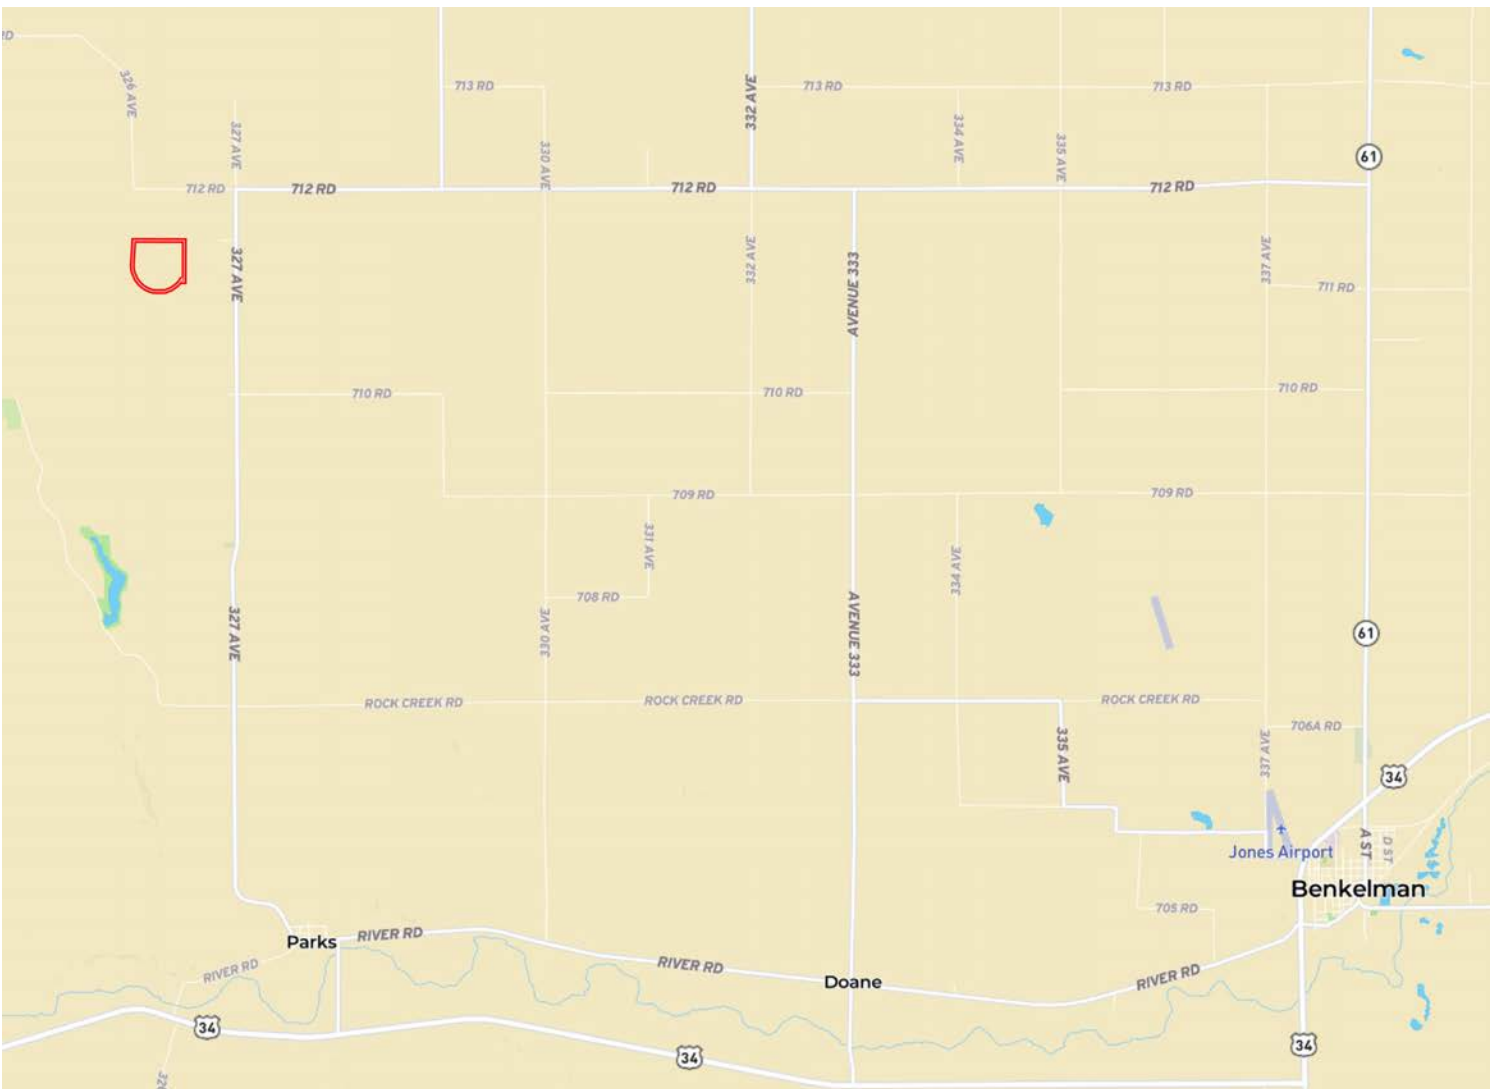 RD
326 AVE
713 RD
332 AVE
713 RD
713 RD
327 AVE
330 AVE
334 AVE
335 AVE
61
712 RD
712 RD
712 RD
712 RD
327 AVE
332 AVE
AVENUE 333
337 AVE
711 RD
710 RD
710 RD
710 RD
709 RD
709 RD
331 AVE
334 AVE
708 RD
327 AVE
330 AVE
AVENUE 333
61
ROCK CREEK RD
ROCK CREEK RD
ROCK CREEK RD
335 AVE
337 AVE
706A RD
34
A ST
D ST
Jones Airport
Benkelman
705 RD
Parks
RIVER RD
RIVER RD
RIVER RD
Doane
RIVER RD
34
34
34